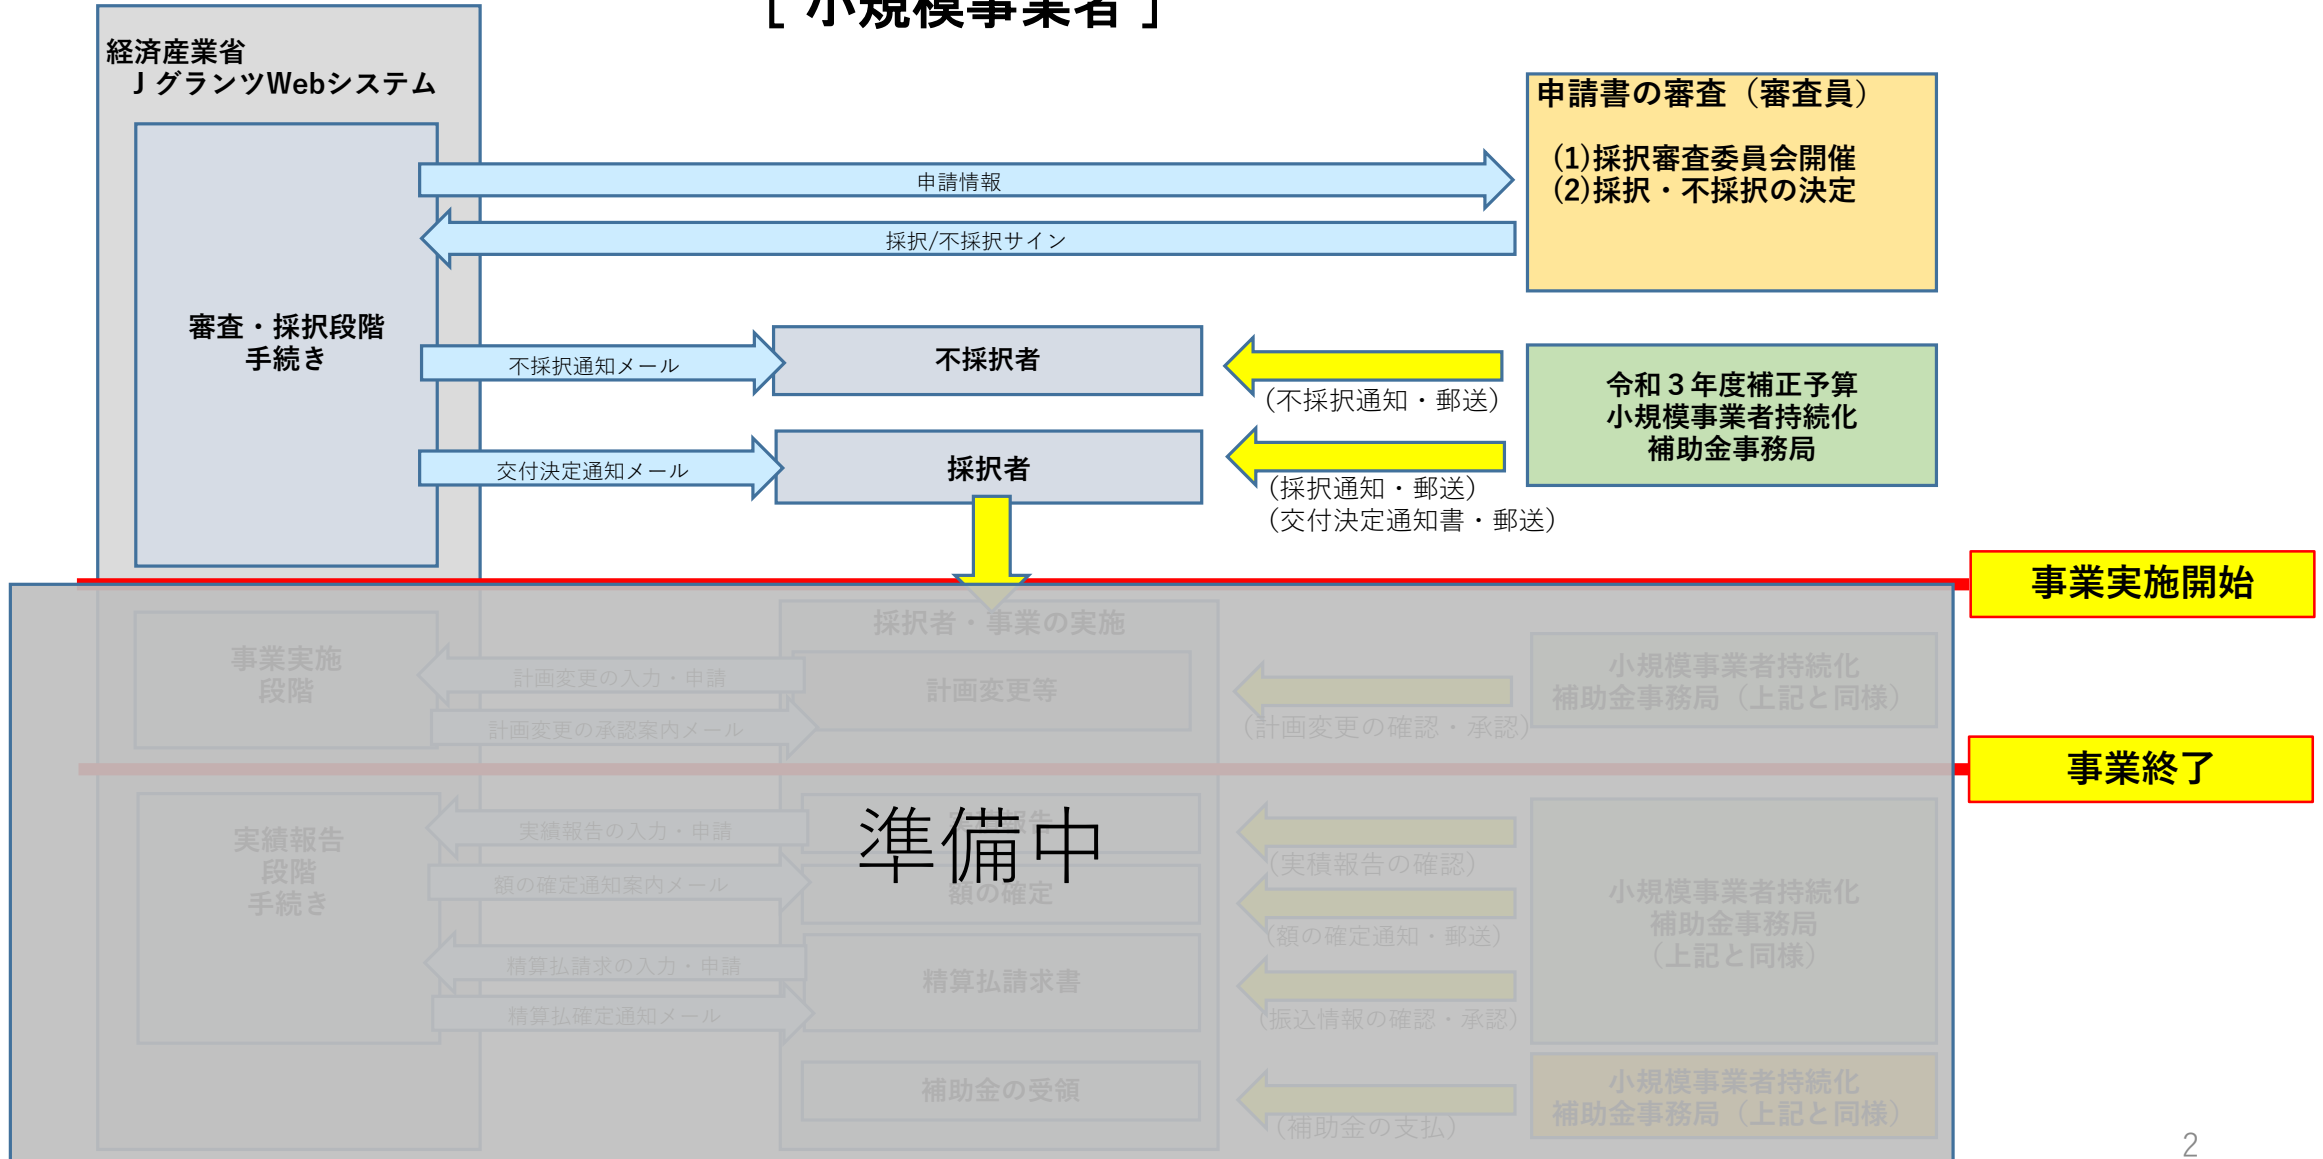 ［ 小規模事業者 ］
経済産業省
ＪグランツWebシステム
申請書の審査（審査員）
(1)採択審査委員会開催
(2)採択・不採択の決定
申請情報
採択/不採択サイン
審査・採択段階
手続き
不採択通知メール
不採択者
（不採択通知・郵送）
令和３年度補正予算
小規模事業者持続化
補助金事務局
交付決定通知メール
採択者
（採択通知・郵送）
（交付決定通知書・郵送）
事業実施開始
採択者・事業の実施
事業実施
段階
計画変更の入力・申請
計画変更の承認案内メール
計画変更等
（計画変更の確認・承認）
小規模事業者持続化
補助金事務局（上記と同様）
事業終了
実績報告
段階
手続き
実績報告の入力・申請
実績報告
準備中
（実積報告の確認）
額の確定通知案内メール
額の確定
（額の確定通知・郵送）
小規模事業者持続化
補助金事務局
（上記と同様）
精算払請求の入力・申請
精算払請求書
精算払確定通知メール
（振込情報の確認・承認）
補助金の受領
（補助金の支払）
小規模事業者持続化
補助金事務局（上記と同様）
2